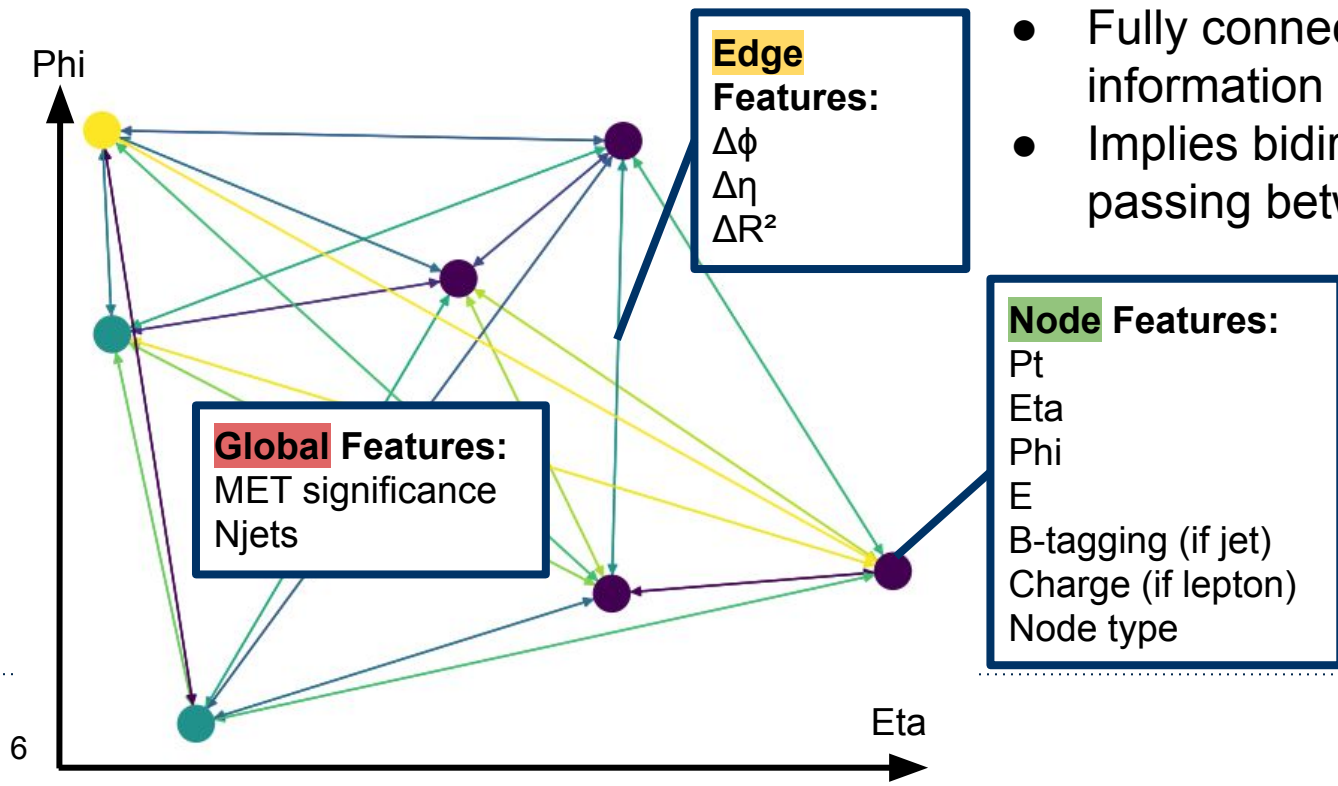 Phi
Edge
Features:
Δϕ
Δη
ΔR²
● Fully connec
information
● Implies bidir
passing betw
Global Features:
MET significance
Njets
Node Features:
Pt
Eta
Phi
E
B-tagging (if jet)
Charge (if lepton)
Node type
Eta
6